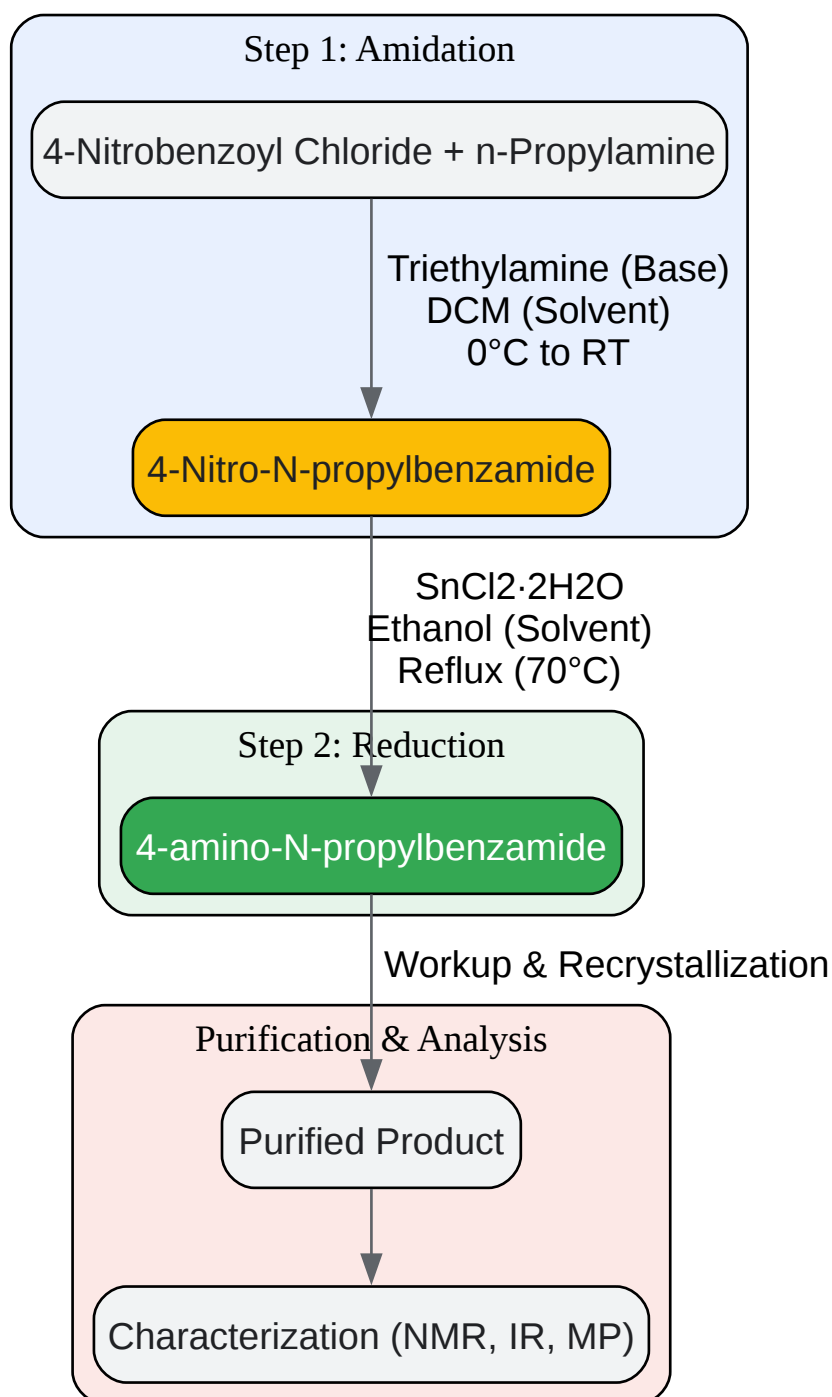 Step 1: Amidation
4-Nitrobenzoyl Chloride + n-Propylamine
Triethylamine (Base)
DCM (Solvent)
0°C to RT
4-Nitro-N-propylbenzamide
SnCl2·2H2O
Ethanol (Solvent)
Reflux (70°C)
Step 2: Reduction
4-amino-N-propylbenzamide
Workup & Recrystallization
Purification & Analysis
Purified Product
Characterization (NMR, IR, MP)